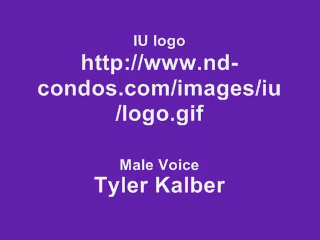 IU logo
http://www.nd-
condos.com/images/iu
/logo.gif
Male Voice
Tyler Kalber